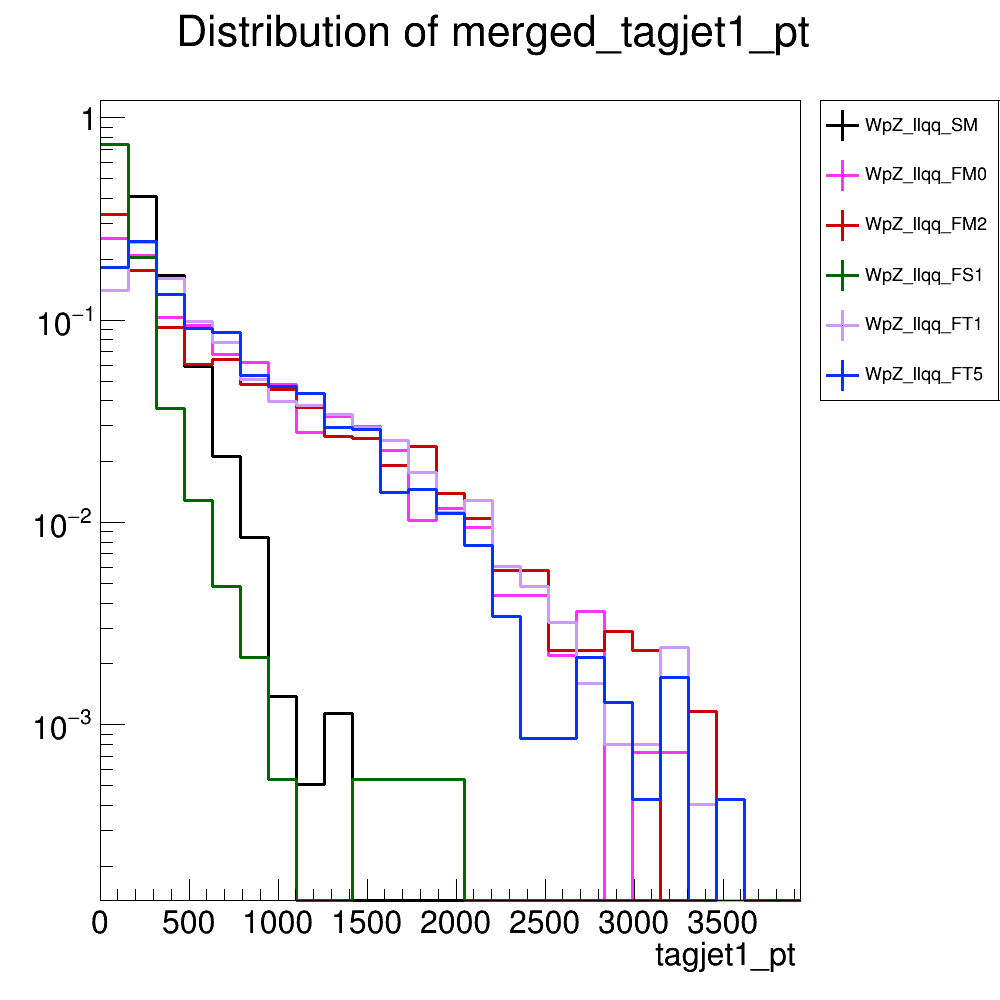 Distribution of merged_tagjet1_pt
1
10−1
10−2
10−3
0 500 1000 1500 2000 2500 3000 3500
tagjet1_pt
WpZ_llqq_SM
WpZ_llqq_FM0
WpZ_llqq_FM2
WpZ_llqq_FS1
WpZ_llqq_FT1
WpZ_llqq_FT5